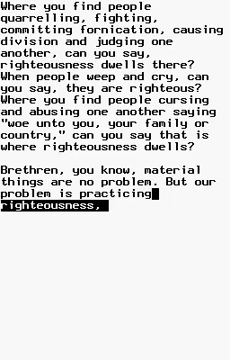 Where you find people
quarrelling, fighting,
committing fornication, causing
division and judging one
another, can you say,
righteousness dwells there?
When people weep and cry, can
you say, they are righteous?
Where you find people cursing
and abusing one another saying
"woe unto you, your family or
country," can you say that is
where righteousness dwells?

Brethren, you know, material
things are no problem. But our
problem is practicing
righteousness,